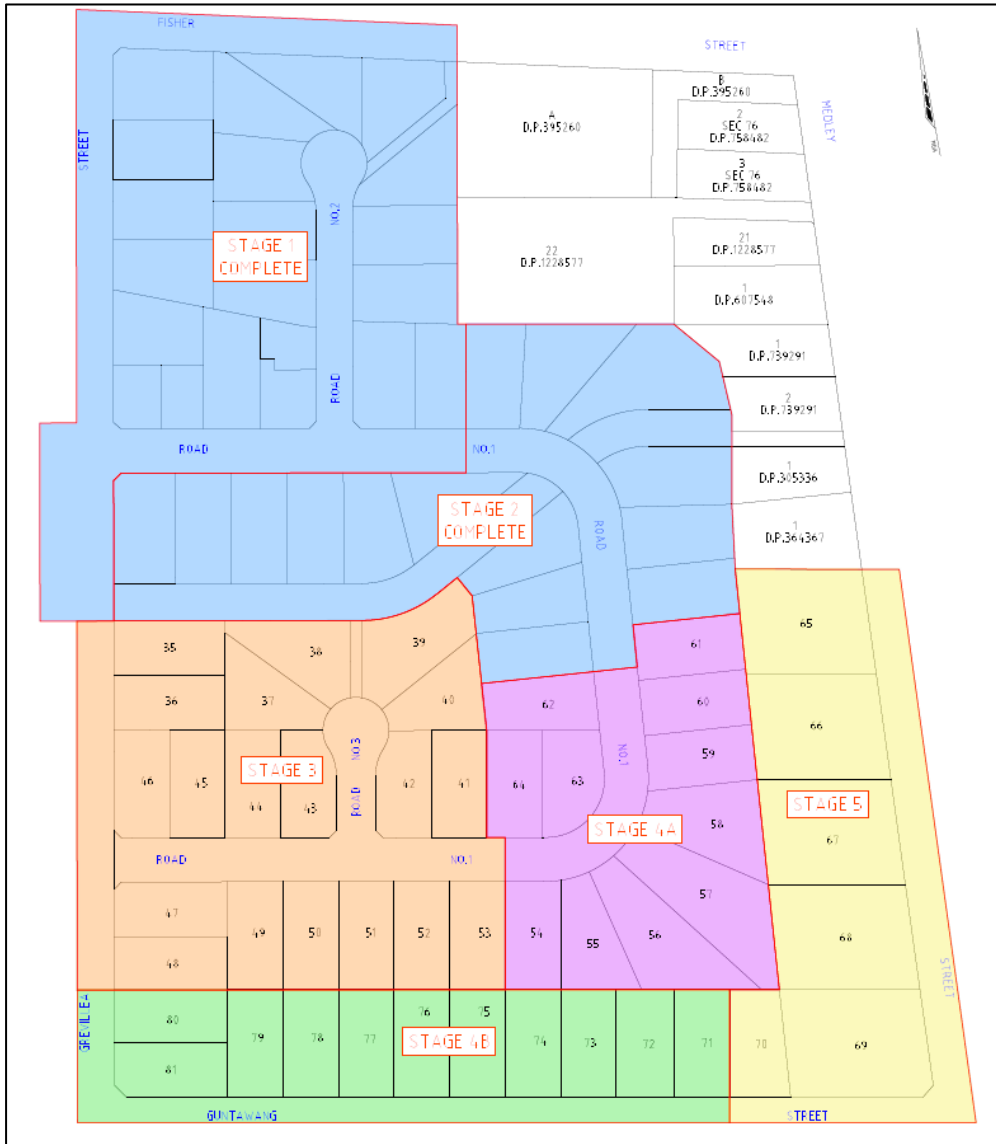 FISHER
STREET
B
D.P.395260
A
D.P.395260
2
SEC 76
D.P.758482
MEDLEY
STREET
3
SEC 76
D.P.758482
NO.2
STAGE 1
COMPLETE
22
D.P.1228577
21
D.P.1228577
1
D.P.607548
1
D.P.739291
ROAD
2
D.P.739291
ROAD
NO.1
1
D.P.305336
STAGE 2
COMPLETE
ROAD
1
D.P.364367
65
35
38
39
61
36
37
40
62
60
66
NO.3
NO.1
59
46
45
STAGE 3
44
43
42
41
64
63
ROAD
STAGE 4A
58
STAGE 5
67
ROAD
NO.1
47
57
49
50
51
52
53
54
55
56
68
48
STREET
GREVILLEA
80
76
75
79
78
77
STAGE 4B
74
73
72
71
70
69
81
GUNTAWANG
STREET